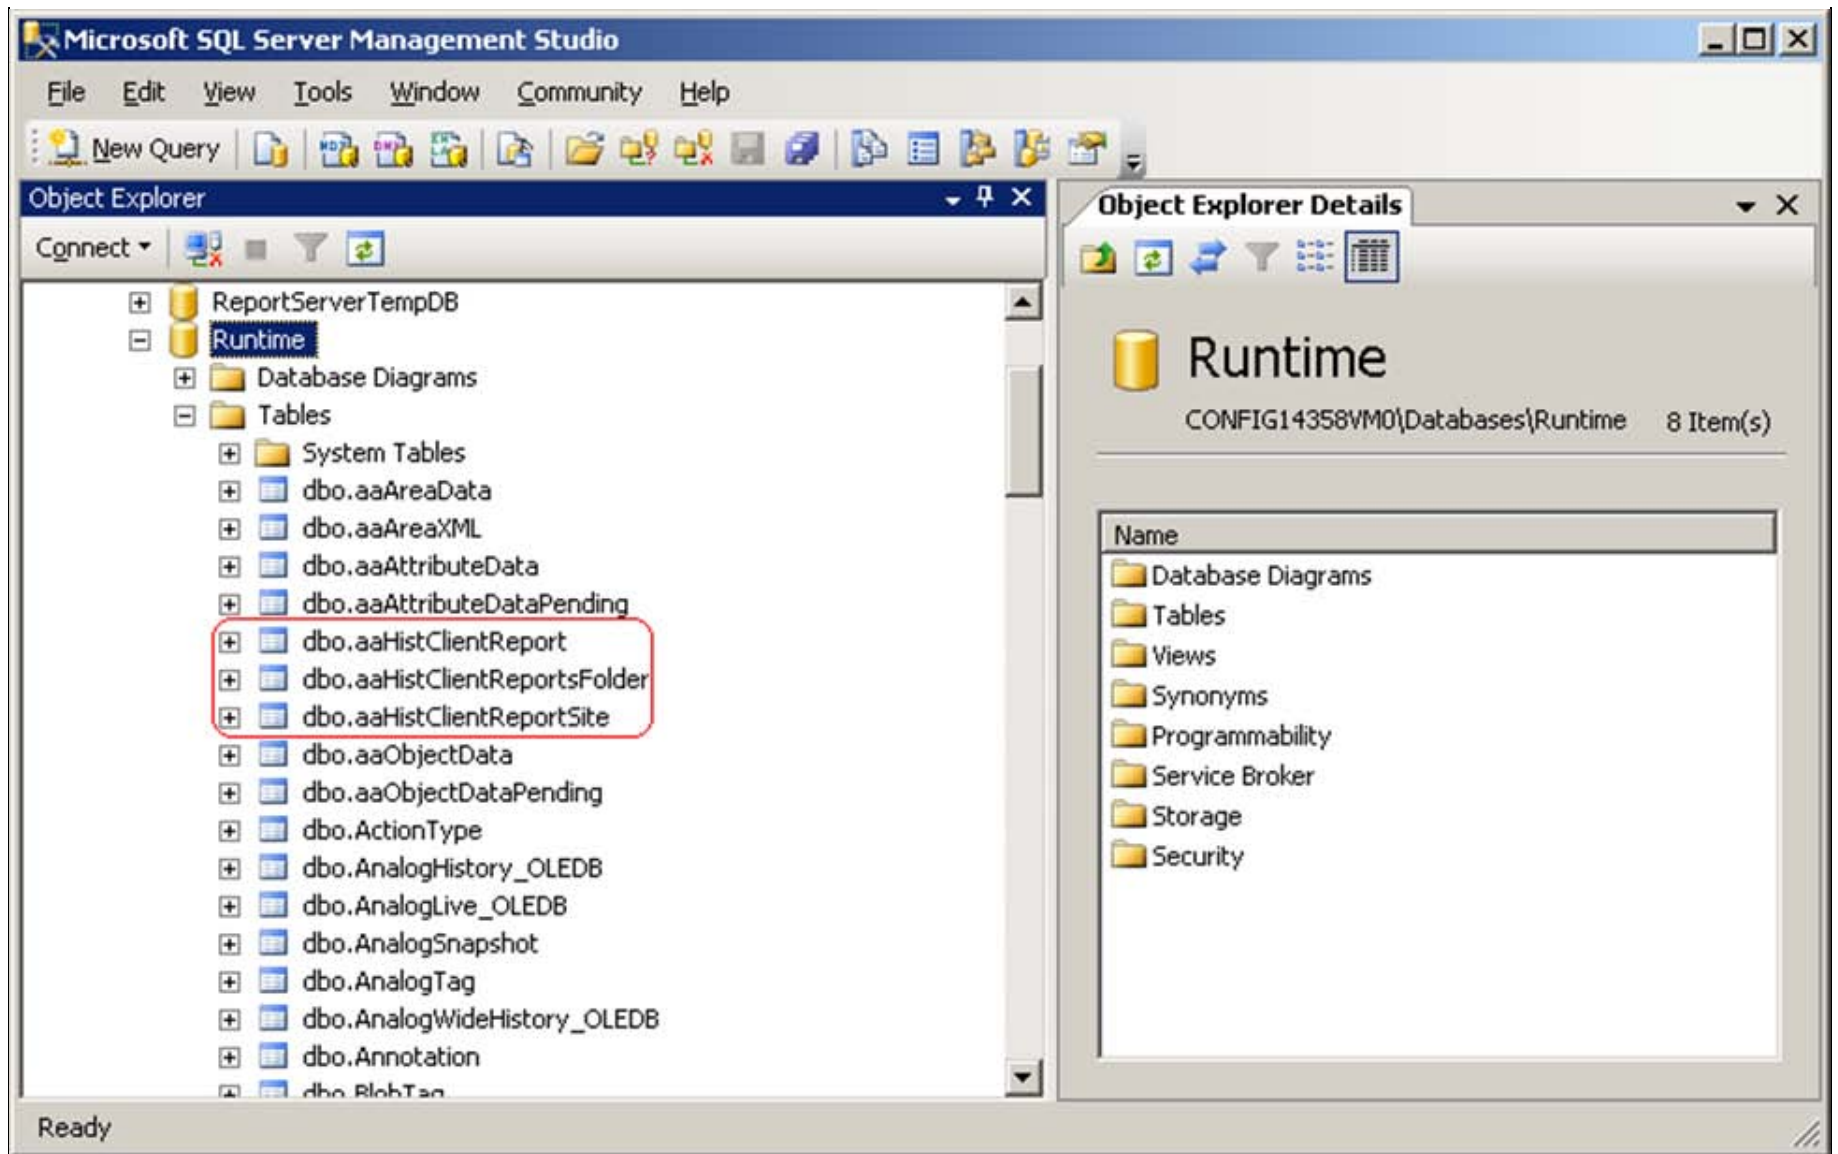 Microsoft SQL Server Management Studio
File Edit View Tools Window Community Help
New Query
Object Explorer
Connect
ReportServerTempDB
Runtime
Database Diagrams
Tables
System Tables
dbo.aaAreaData
dbo.aaAreaXML
dbo.aaAttributeData
dbo.aaAttributeDataPending
dbo.aaHistClientReport
dbo.aaHistClientReportsFolder
dbo.aaHistClientReportSite
dbo.aaObjectData
dbo.aaObjectDataPending
dbo.ActionType
dbo.AnalogHistory_OLEDB
dbo.AnalogLive_OLEDB
dbo.AnalogSnapshot
dbo.AnalogTag
dbo.AnalogWideHistory_OLEDB
dbo.Annotation
dbo.BlobTag
Object Explorer Details
Runtime
CONFIG14358VM0\Databases\Runtime 8 Item(s)
Name
Database Diagrams
Tables
Views
Synonyms
Programmability
Service Broker
Storage
Security
Ready